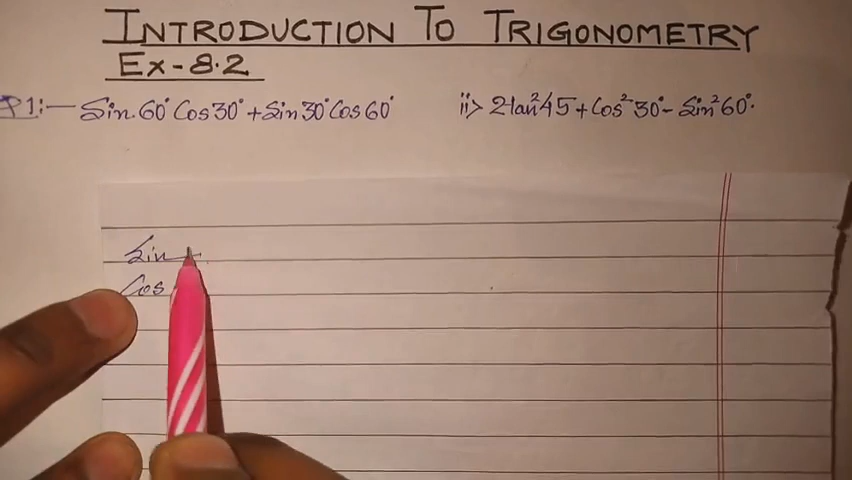 INTRODUCTION TO TRIGONOMETRY
Ex-8.2
P1:- Sin 60° Cos 30° + Sin 30° Cos 60° ii> 2tan²45 + Cos²30° - Sin²60°.
Sin
Cos